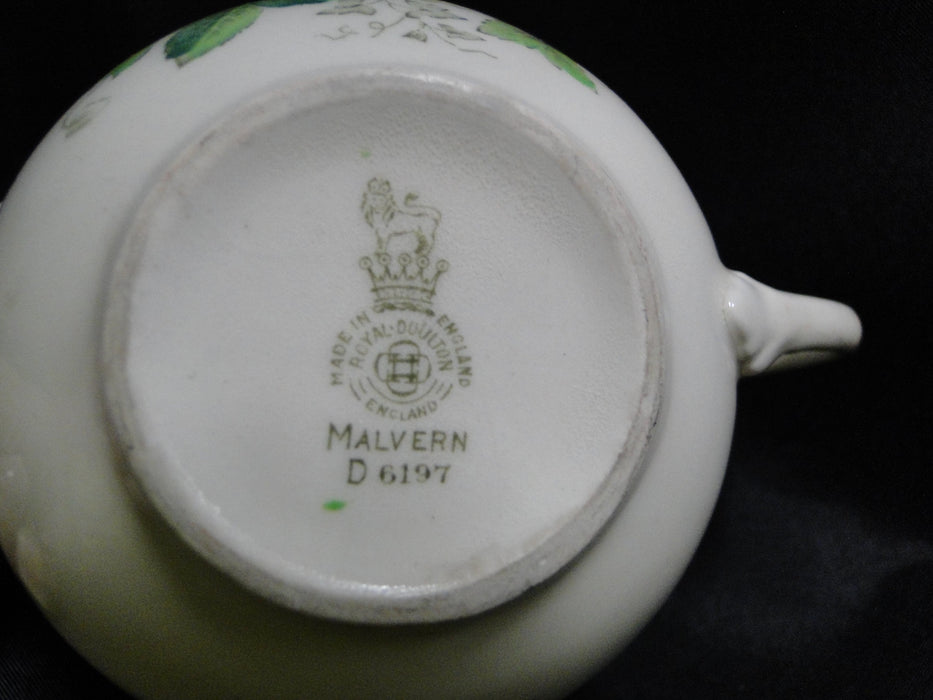 MADE IN ENGLAND
ROYAL·DOULTON
ENGLAND
MALVERN
D 6197